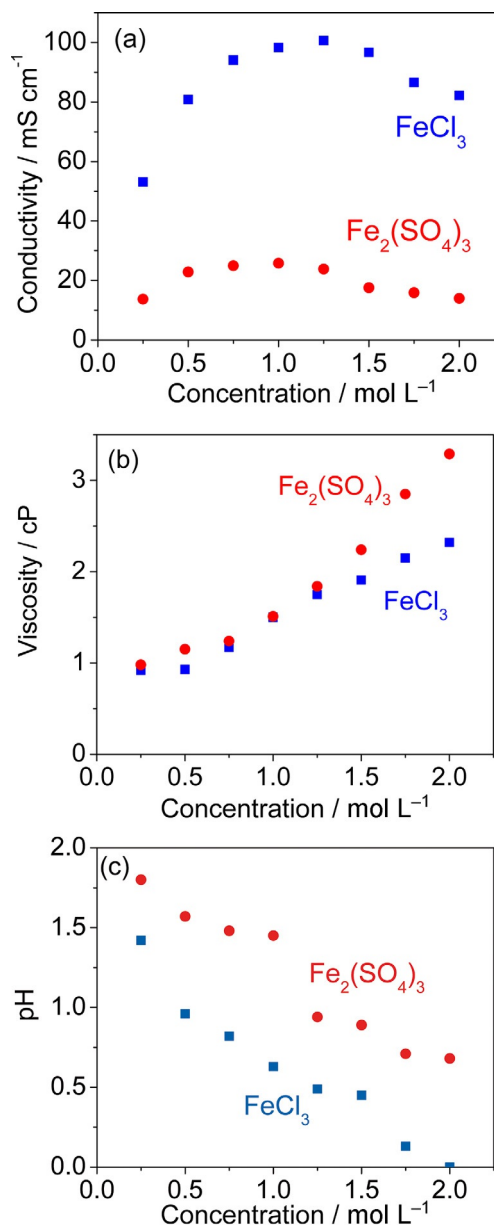 (a)
100
80
60
40
20
0
Conductivity / mS cm⁻¹
FeCl₃
Fe₂(SO₄)₃
0.0 0.5 1.0 1.5 2.0
Concentration / mol L⁻¹
(b)
3
2
1
0
Viscosity / cP
Fe₂(SO₄)₃
FeCl₃
0.0 0.5 1.0 1.5 2.0
Concentration / mol L⁻¹
(c)
2.0
1.5
1.0
0.5
0.0
pH
Fe₂(SO₄)₃
FeCl₃
0.0 0.5 1.0 1.5 2.0
Concentration / mol L⁻¹